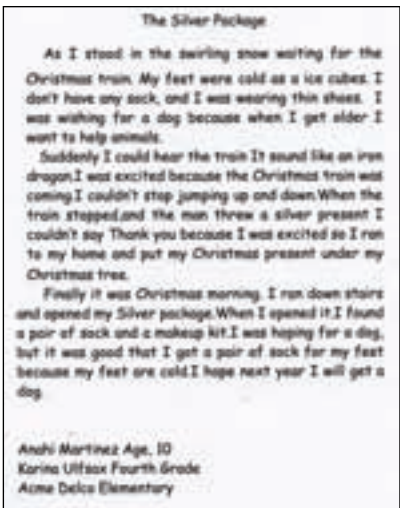 The Silver Package
As I stood in the swirling snow waiting for the
Christmas train. My feet were cold as a ice cubes. I
don't have any sock, and I was wearing thin shoes. I
was wishing for a dog because when I get older I
want to help animals.
Suddenly I could hear the train It sound like an iron
dragon.I was excited because the Christmas train was
coming.I couldn't stop jumping up and down.When the
train stopped,and the man threw a silver present I
couldn't say Thank you because I was excited so I ran
to my home and put my Christmas present under my
Christmas tree.
Finally it was Christmas morning. I ran down stairs
and opened my Silver package.When I opened it.I found
a pair of sock and a makeup kit.I was hoping for a dog,
but it was good that I got a pair of sock for my feet
because my feet are cold.I hope next year I will get a
dog.
Anahi Martinez Age, 10
Karina Fourth Grade
Acme Delco Elementary